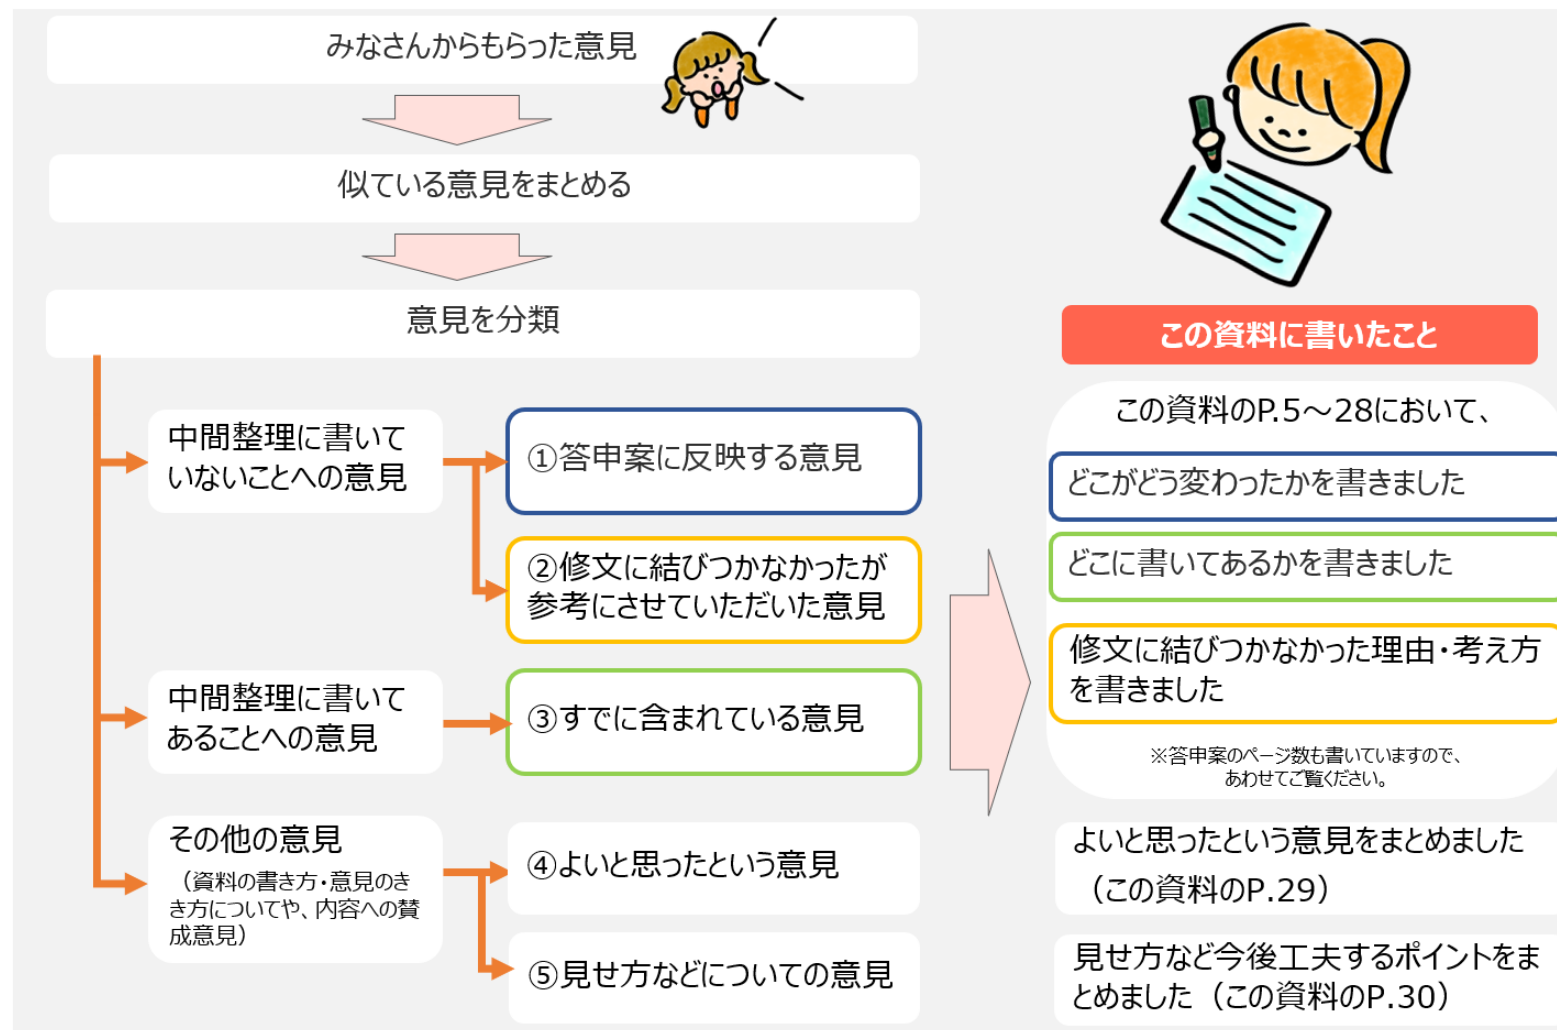 みなさんからもらった意見
似ている意見をまとめる
意見を分類
中間整理に書いて
いないことへの意見
①答申案に反映する意見
②修文に結びつかなかったが
参考にさせていただいた意見
中間整理に書いて
あることへの意見
③すでに含まれている意見
その他の意見
（資料の書き方・意見のき
き方についてや、内容への賛
成意見）
④よいと思ったという意見
⑤見せ方などについての意見
この資料に書いたこと
この資料のP.5～28において、
どこがどう変わったかを書きました
どこに書いてあるかを書きました
修文に結びつかなかった理由・考え方
を書きました
※答申案のページ数も書いていますので、
あわせてご覧ください。
よいと思ったという意見をまとめました
（この資料のP.29）
見せ方など今後工夫するポイントをま
とめました（この資料のP.30）